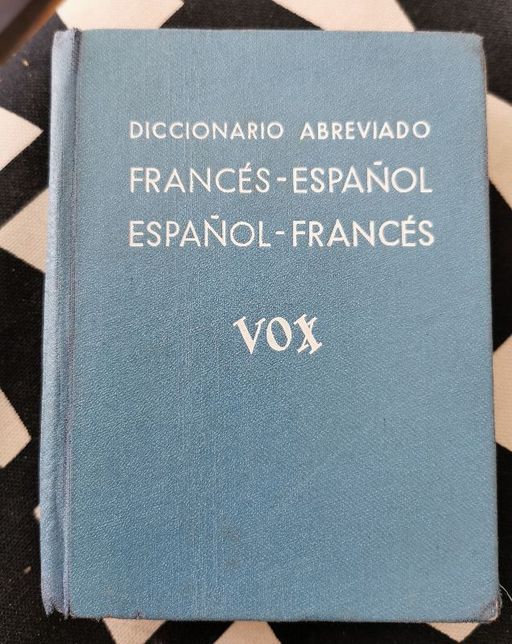 DICCIONARIO ABREVIADO
FRANCÉS-ESPAÑOL
ESPAÑOL-FRANCÉS
VOX